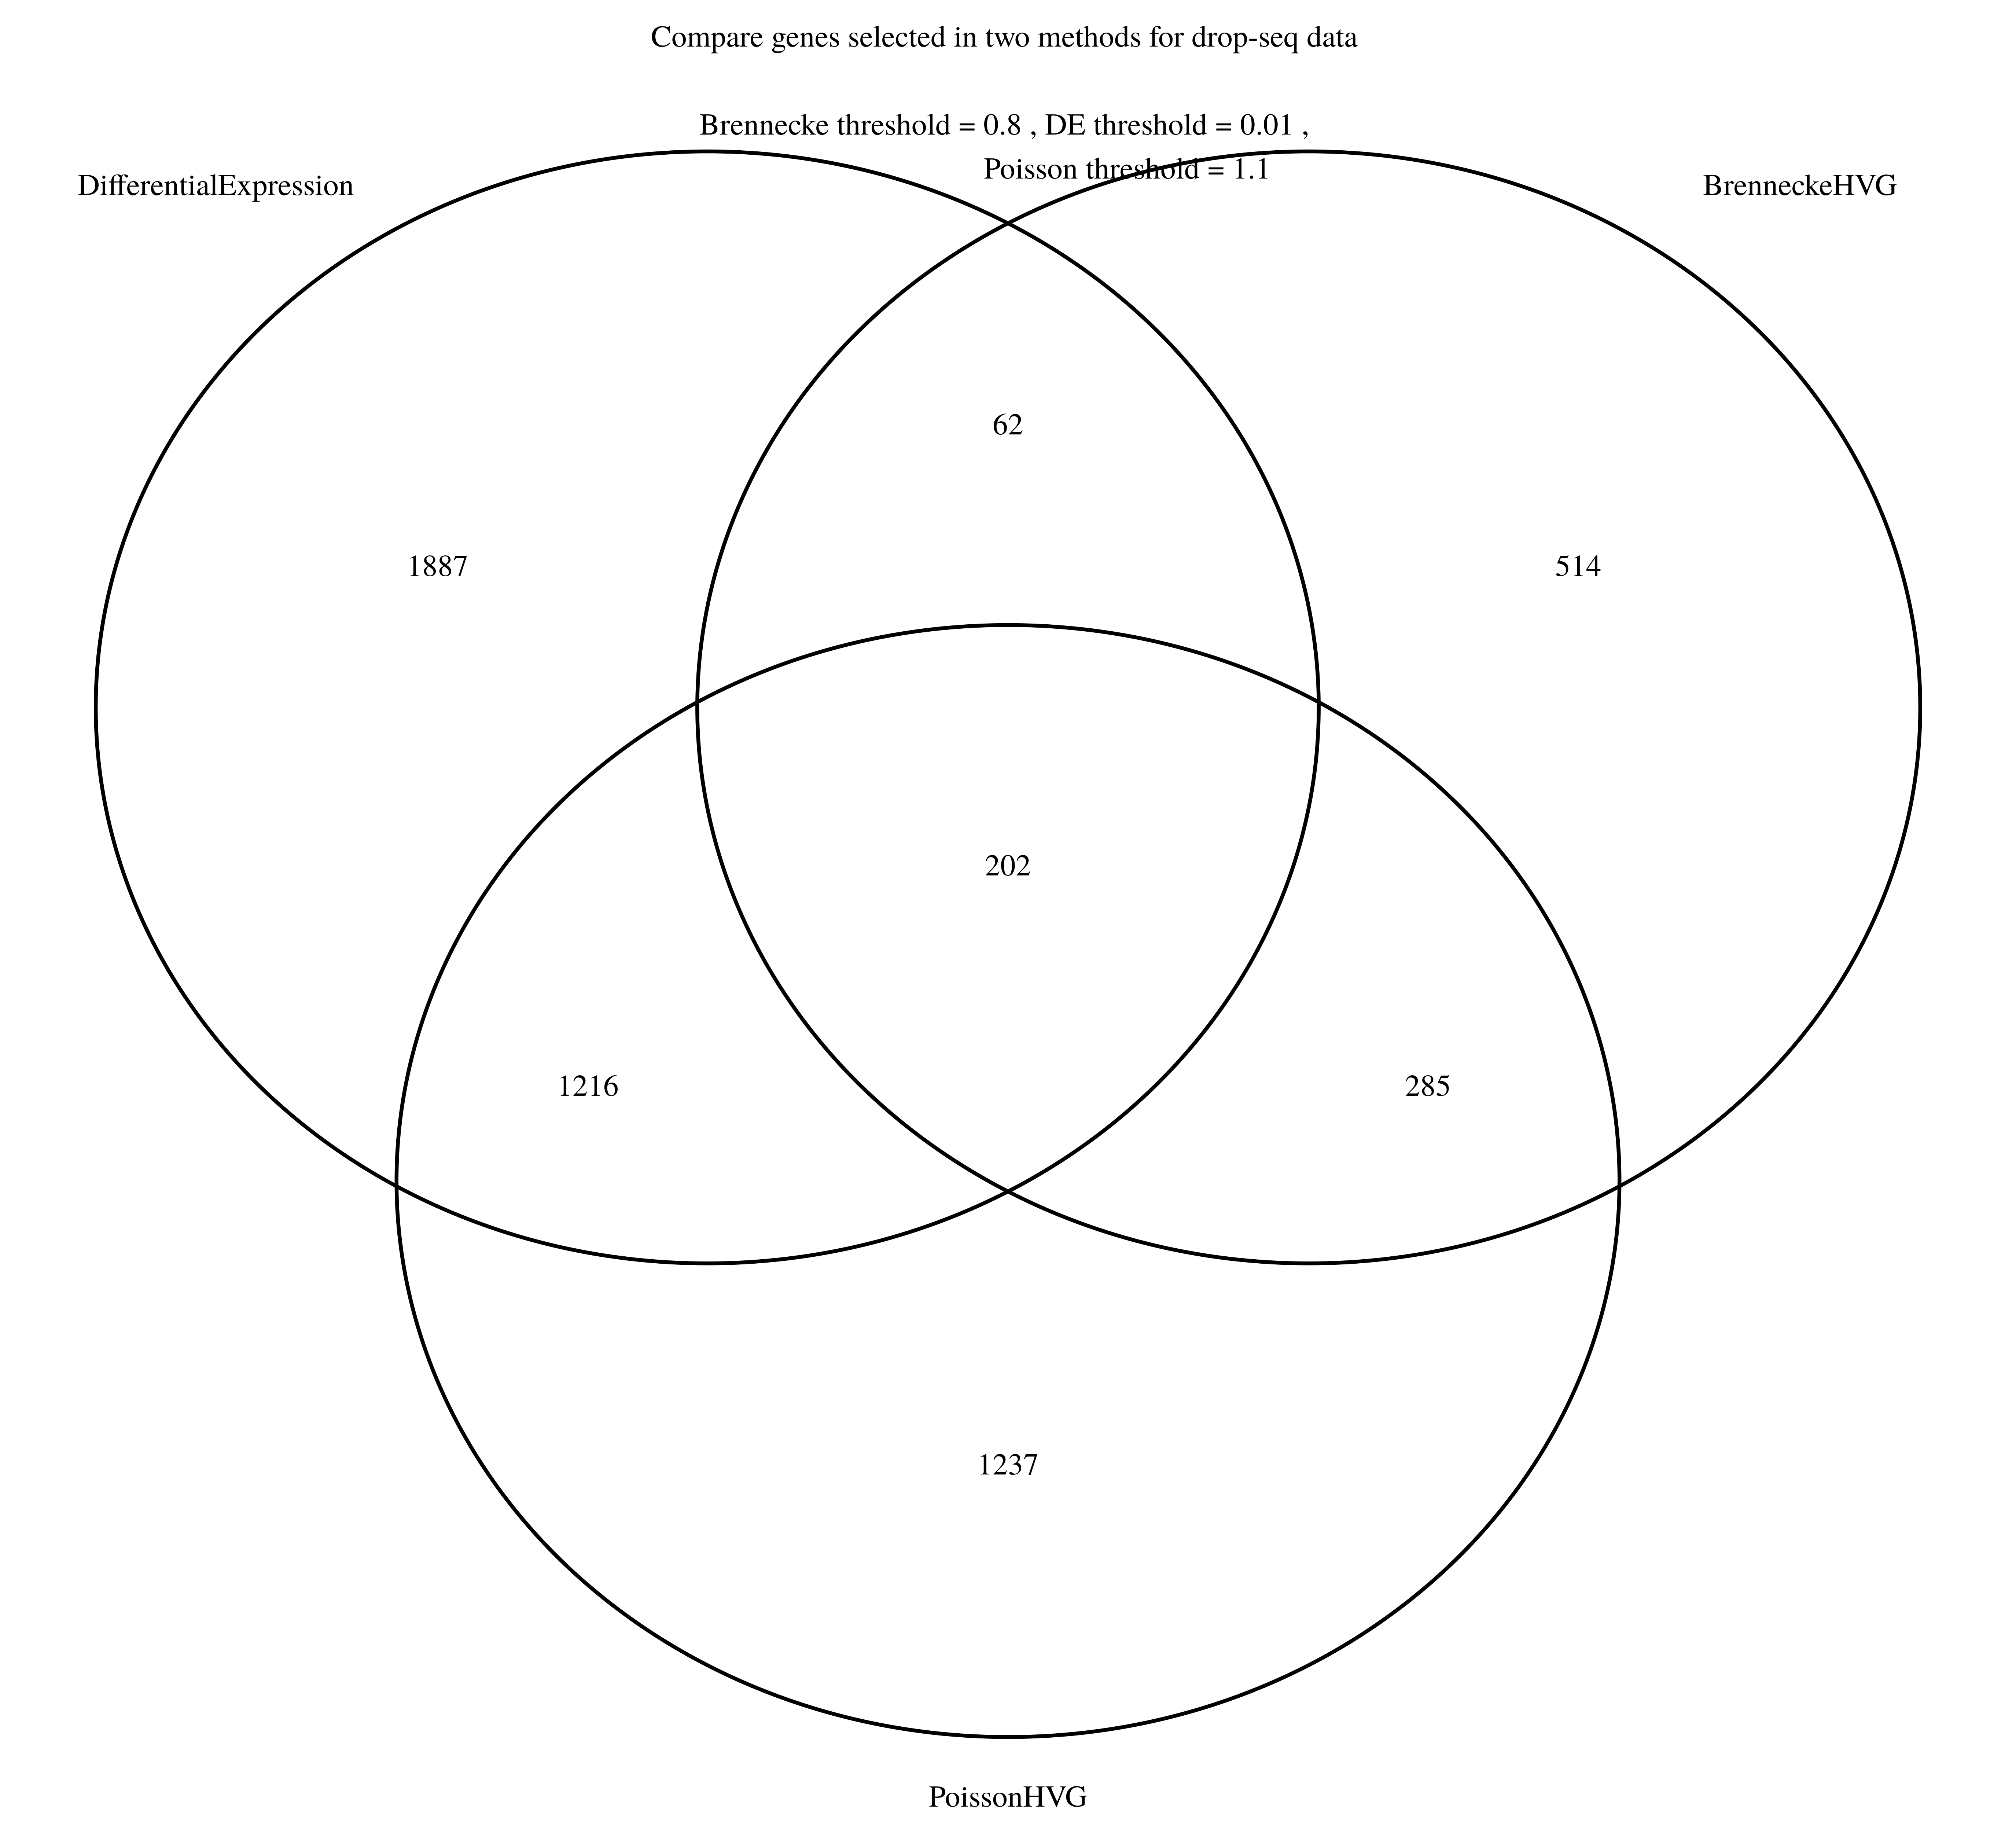 Compare genes selected in two methods for drop-seq data
Brennecke threshold = 0.8 , DE threshold = 0.01 ,
Poisson threshold = 1.1
DifferentialExpression
BrenneckeHVG
62
1887
514
202
1216
285
1237
PoissonHVG